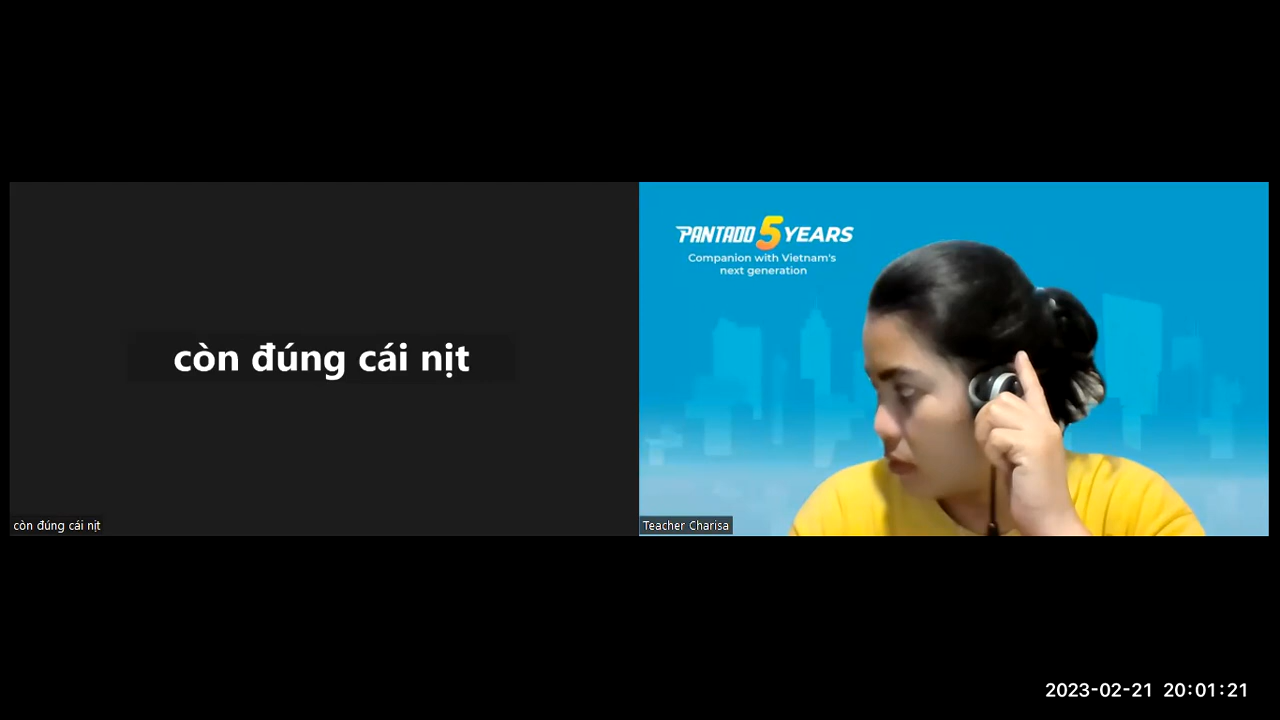 còn đúng cái nịt
còn đúng cái nịt
PANTADO 5 YEARS
Companion with Vietnam's
next generation
Teacher Charisa
2023-02-21 20:01:21